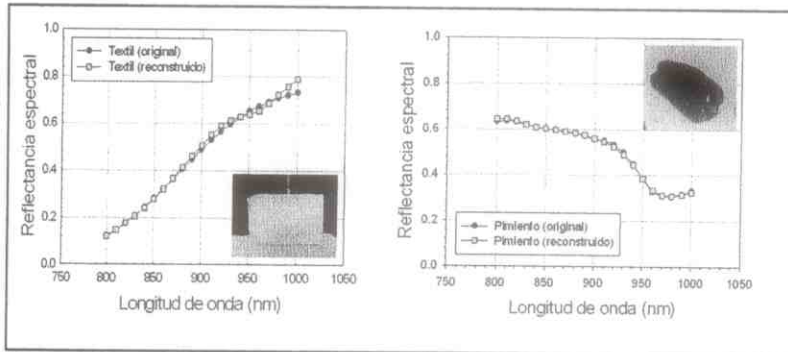 Reflectancia espectral
1.0
0.8
0.6
0.4
0.2
0.0
Textil (original)
Textil (reconstruido)
750 800 850 900 950 1000 1050
Longitud de onda (nm)
Reflectancia espectral
1.0
0.8
0.6
0.4
0.2
0.0
Pimiento (original)
Pimiento (reconstruido)
750 800 850 900 950 1000 1050
Longitud de onda (nm)